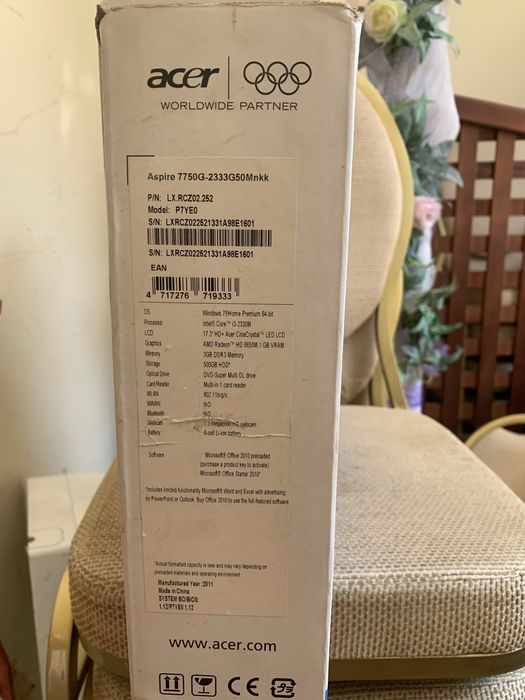 acer
WORLDWIDE PARTNER
Aspire 7750G-2333G50Mnkk
P/N: LX.RCZ02.252
Model: P7YE0
S/N: LXRCZ022521331A98E1601
S/N: LXRCZ022521331A98E1601
EAN
4 717276 719333
OS : Windows 7 Home Premium 64-bit
Processor : Intel® Core™ i3-2330M
LCD : 17.3" HD+ Acer CineCrystal™ LED LCD
Graphics : AMD Radeon™ HD 6650M, 1 GB VRAM
Memory : 3GB DDR3 Memory
Storage : 500GB HDD*
Optical Drive : DVD-Super Multi DL drive
Card Reader : Multi-in-1 card reader
WLAN : 802.11b/g/n
WWAN : NO
Bluetooth : NO
Webcam : 1.3 megapixel webcam
Battery : 6-cell Li-ion battery
Software : Microsoft® Office 2010 preloaded
(purchase a product key to activate)
Microsoft® Office Starter 2010^
^Includes limited-functionality Microsoft® Word and Excel with advertising,
no PowerPoint or Outlook. Buy Office 2010 to use the full-featured software
*Actual formatted capacity is less and may vary depending on
preloaded materials and operating environment.
Manufactured Year :2011
Made in China
SYSTEM BD/BIOS:
1.12/P7YE0 1.12
www.acer.com
CE